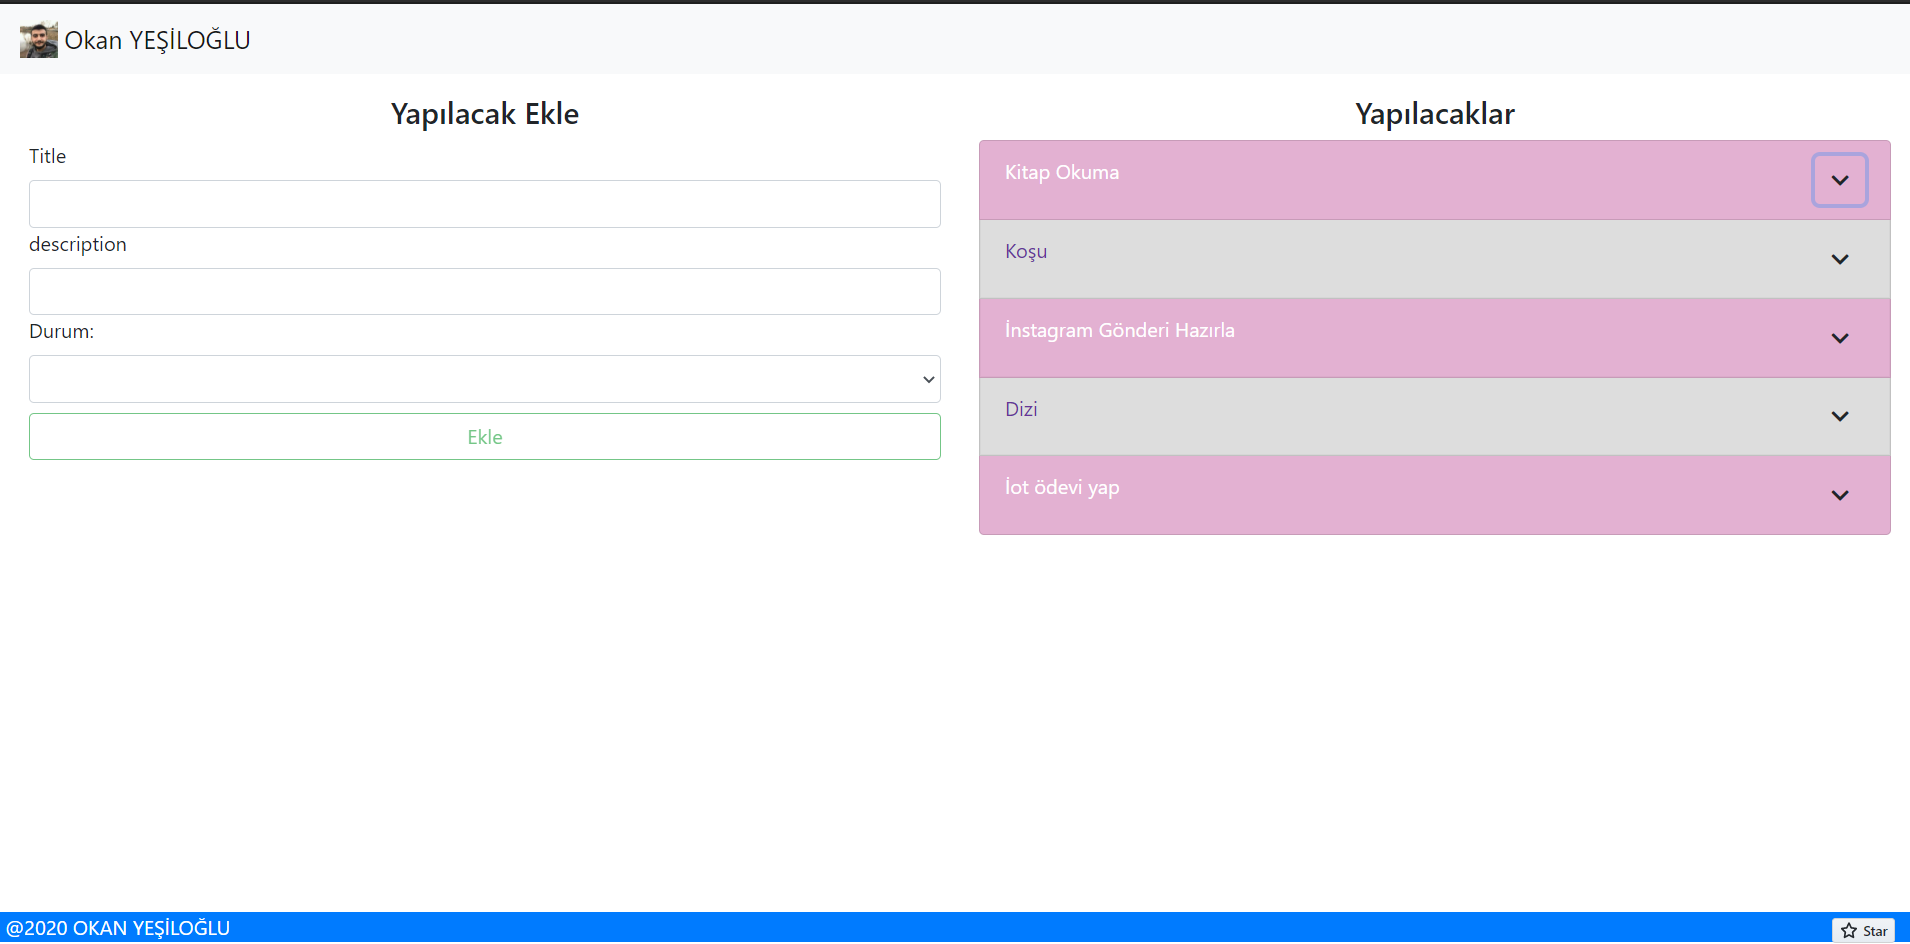 Okan YEŞİLOĞLU
Yapılacak Ekle
Title
description
Durum:
Ekle
Yapılacaklar
Kitap Okuma
Koşu
İnstagram Gönderi Hazırla
Dizi
İot ödevi yap
@2020 OKAN YEŞİLOĞLU
Star